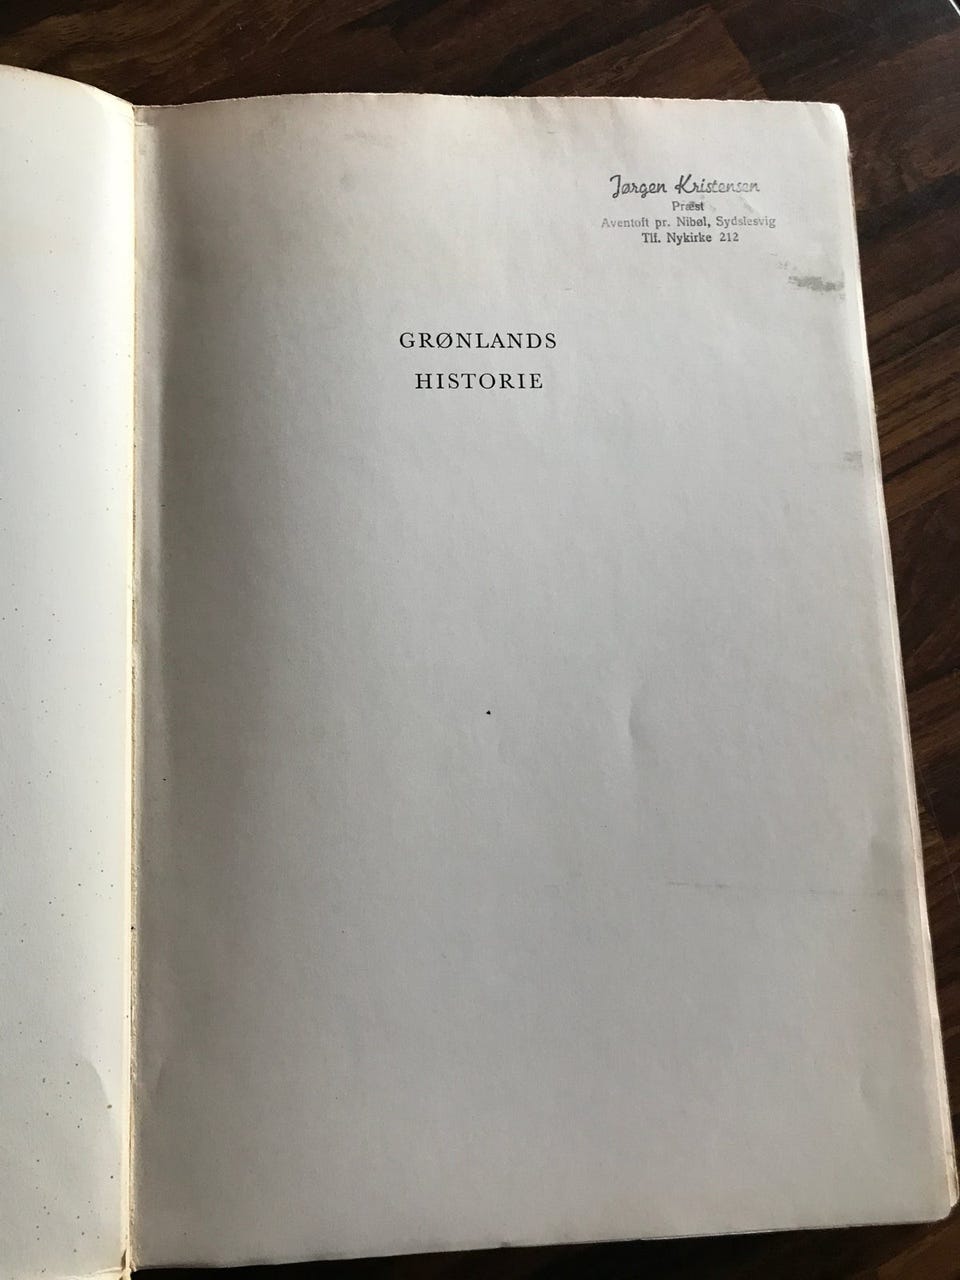 Jørgen Kristensen
Præst
Aventoft pr. Nibøl, Sydslesvig
Tlf. Nykirke 212
GRØNLANDS
HISTORIE